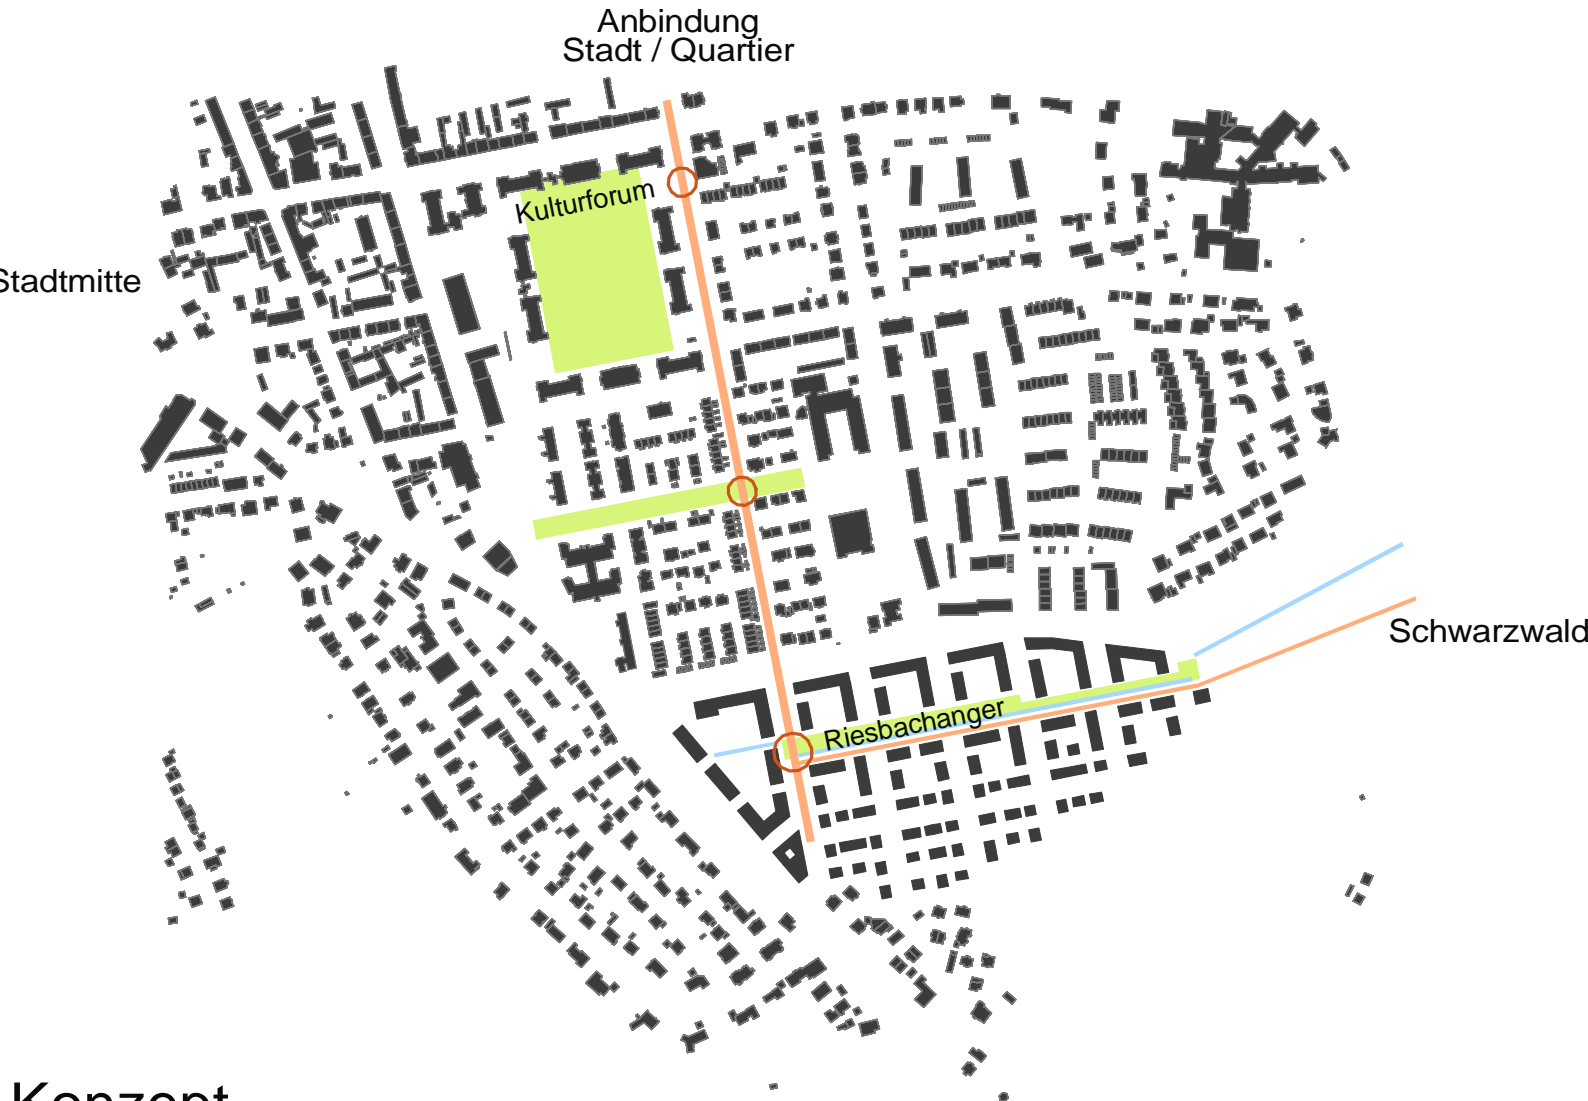 Anbindung
Stadt / Quartier
Kulturforum
Stadtmitte
Schwarzwald
Riesbachanger
Konzept